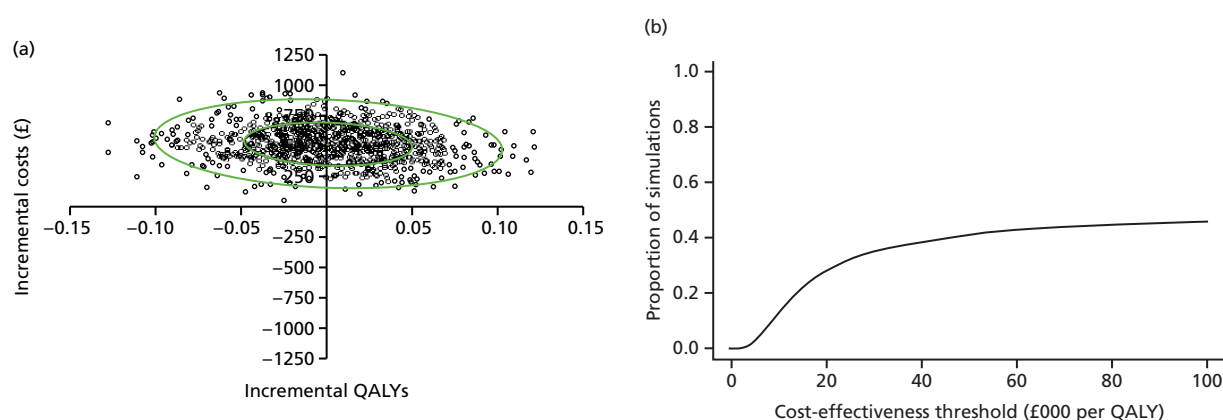 (a)
1250
1000
250
−0.15 −0.10 −0.05 0.05 0.10 0.15
−250
−500
−750
−1000
−1250
Incremental costs (£)
Incremental QALYs
(b)
1.0
0.8
0.6
0.4
0.2
0.0
0 20 40 60 80 100
Proportion of simulations
Cost-effectiveness threshold (£000 per QALY)